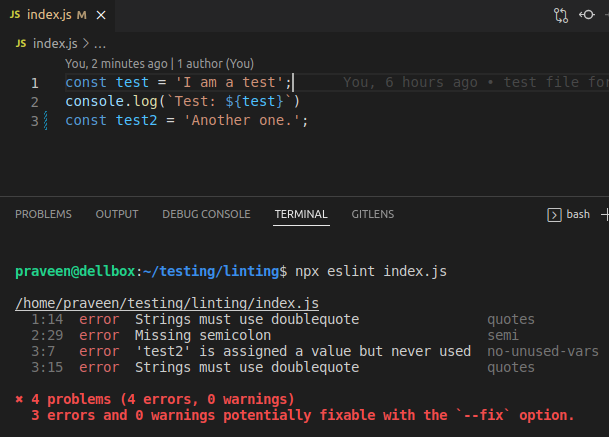 JS index.js M ×
JS index.js > ...
You, 2 minutes ago | 1 author (You)
1 const test = 'I am a test'; You, 6 hours ago • test file for
2 console.log(`Test: ${test}`)
3 const test2 = 'Another one.';
PROBLEMS OUTPUT DEBUG CONSOLE TERMINAL GITLENS bash
praveen@dellbox:~/testing/linting$ npx eslint index.js
/home/praveen/testing/linting/index.js
1:14 error Strings must use doublequote quotes
2:29 error Missing semicolon semi
3:7 error 'test2' is assigned a value but never used no-unused-vars
3:15 error Strings must use doublequote quotes
✖ 4 problems (4 errors, 0 warnings)
3 errors and 0 warnings potentially fixable with the `--fix` option.